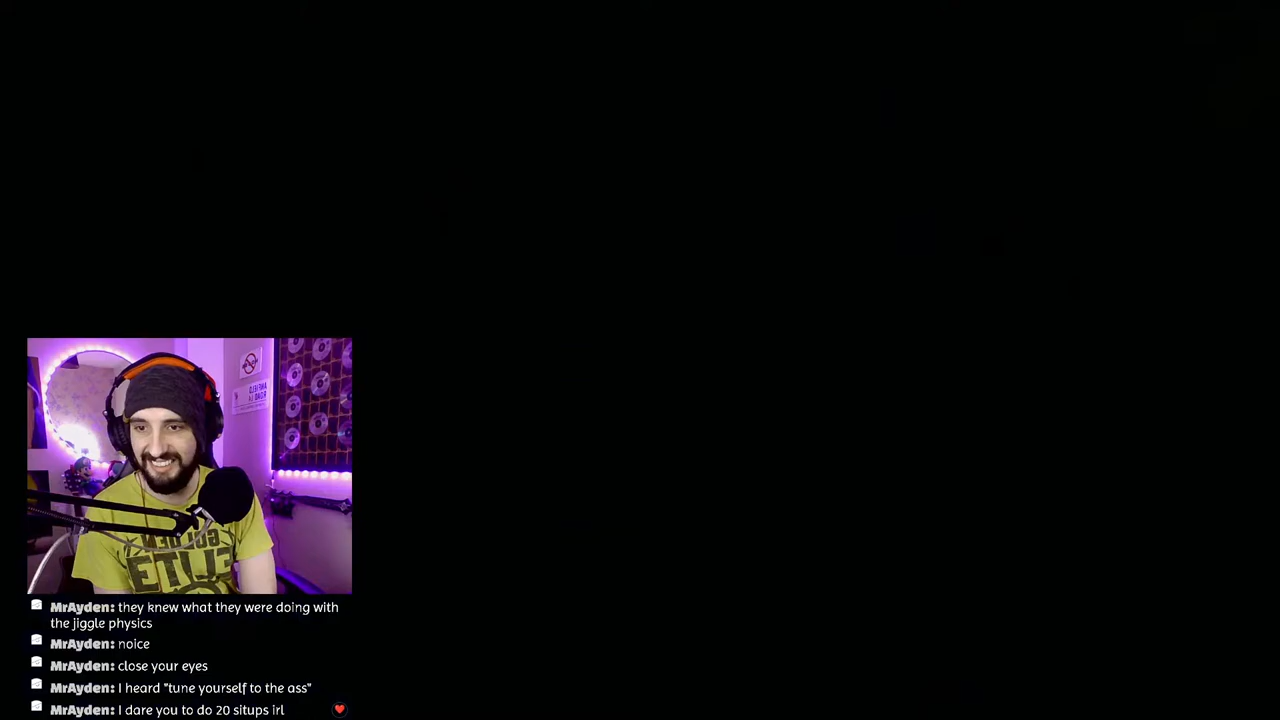 MrAyden: they knew what they were doing with
the jiggle physics
MrAyden: noice
MrAyden: close your eyes
MrAyden: I heard "tune yourself to the ass"
MrAyden: I dare you to do 20 situps irl